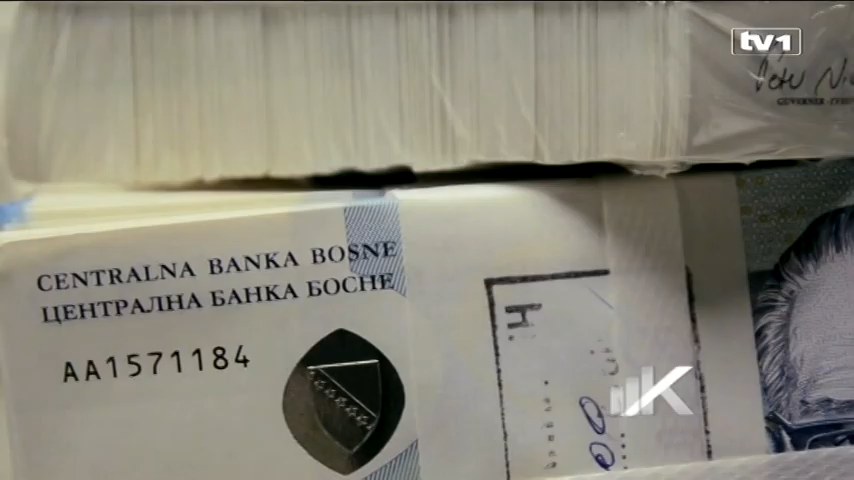 tv1
CENTRALNA BANKA BOSNE
ЦЕНТРАЛНА БАНКА БОСНЕ
AA1571184
K